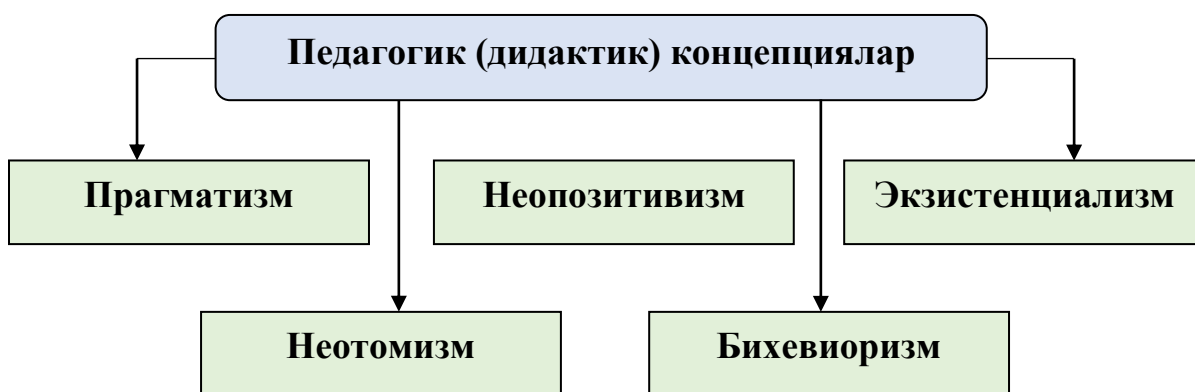 Педагогик (дидактик) концепциялар
Прагматизм
Неопозитивизм
Экзистенциализм
Неотомизм
Бихевиоризм